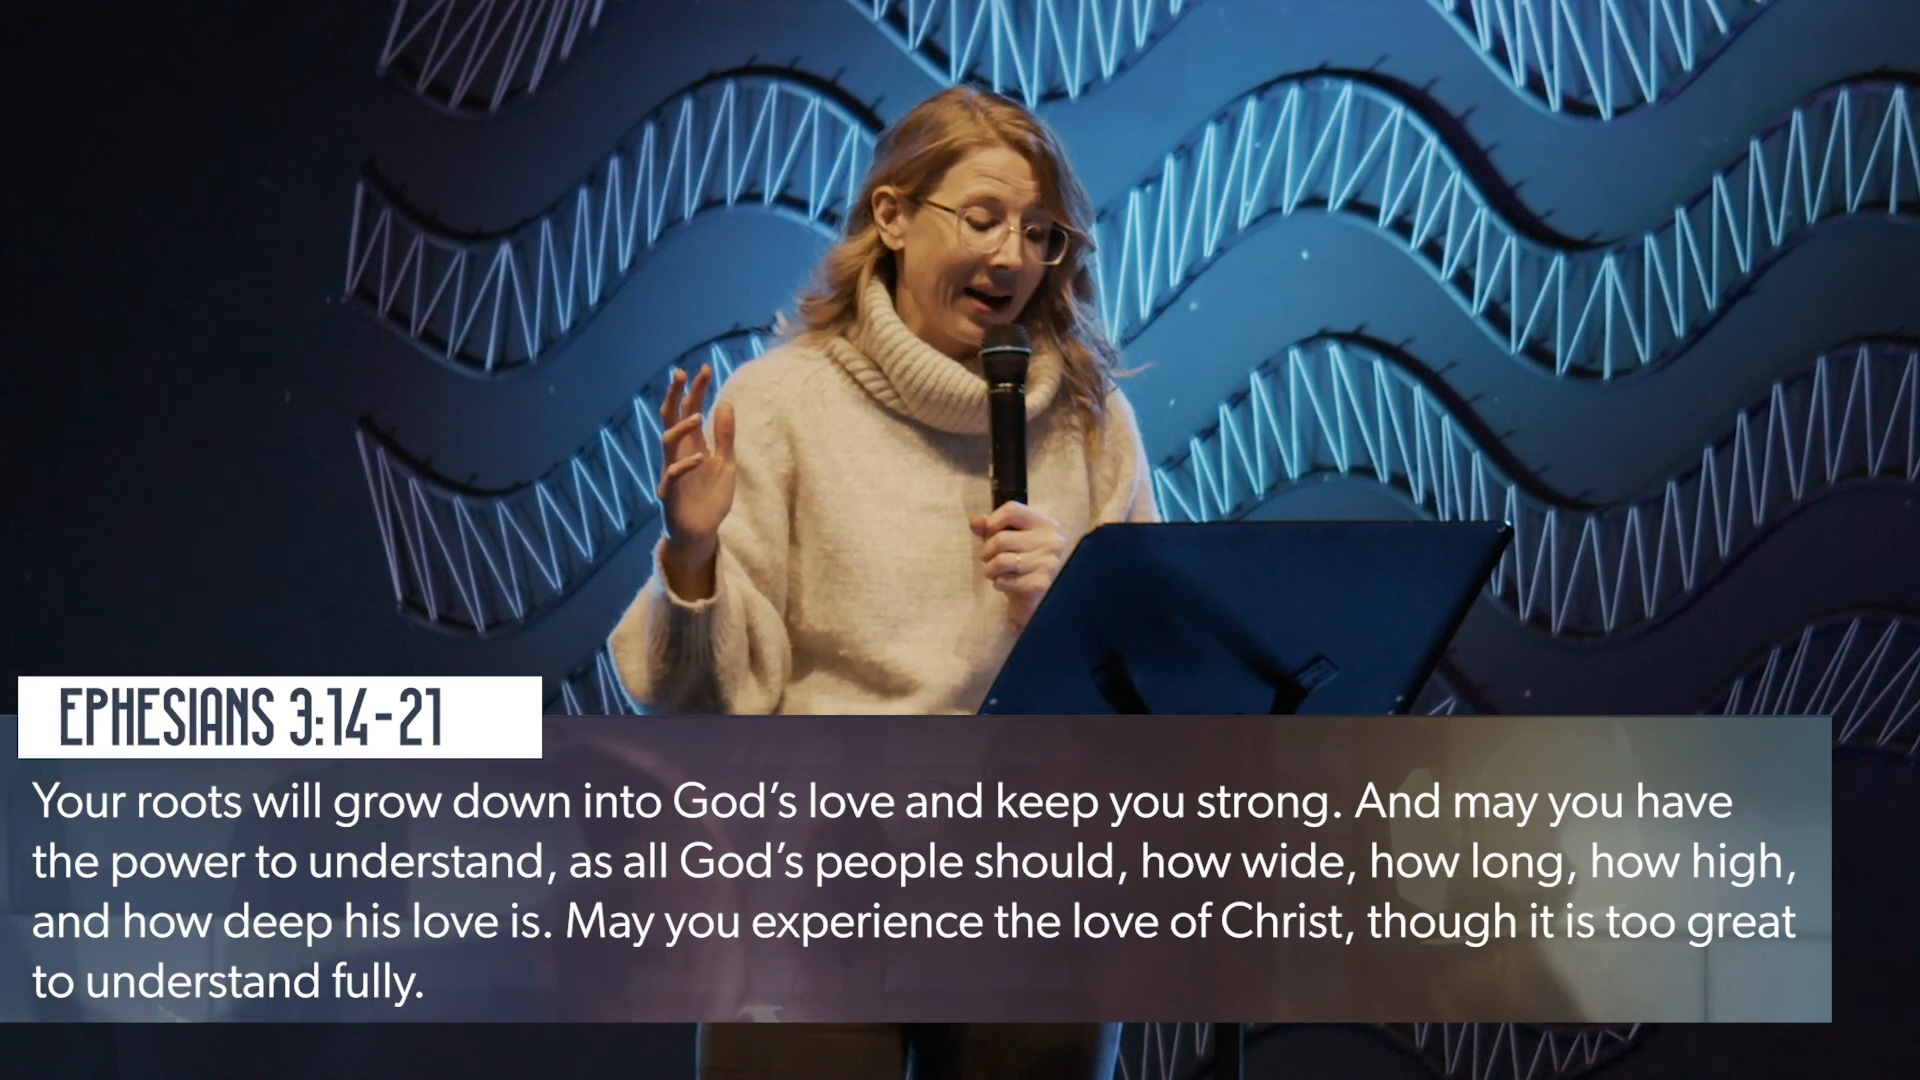 EPHESIANS 3:14-21
Your roots will grow down into God’s love and keep you strong. And may you have
the power to understand, as all God’s people should, how wide, how long, how high,
and how deep his love is. May you experience the love of Christ, though it is too great
to understand fully.